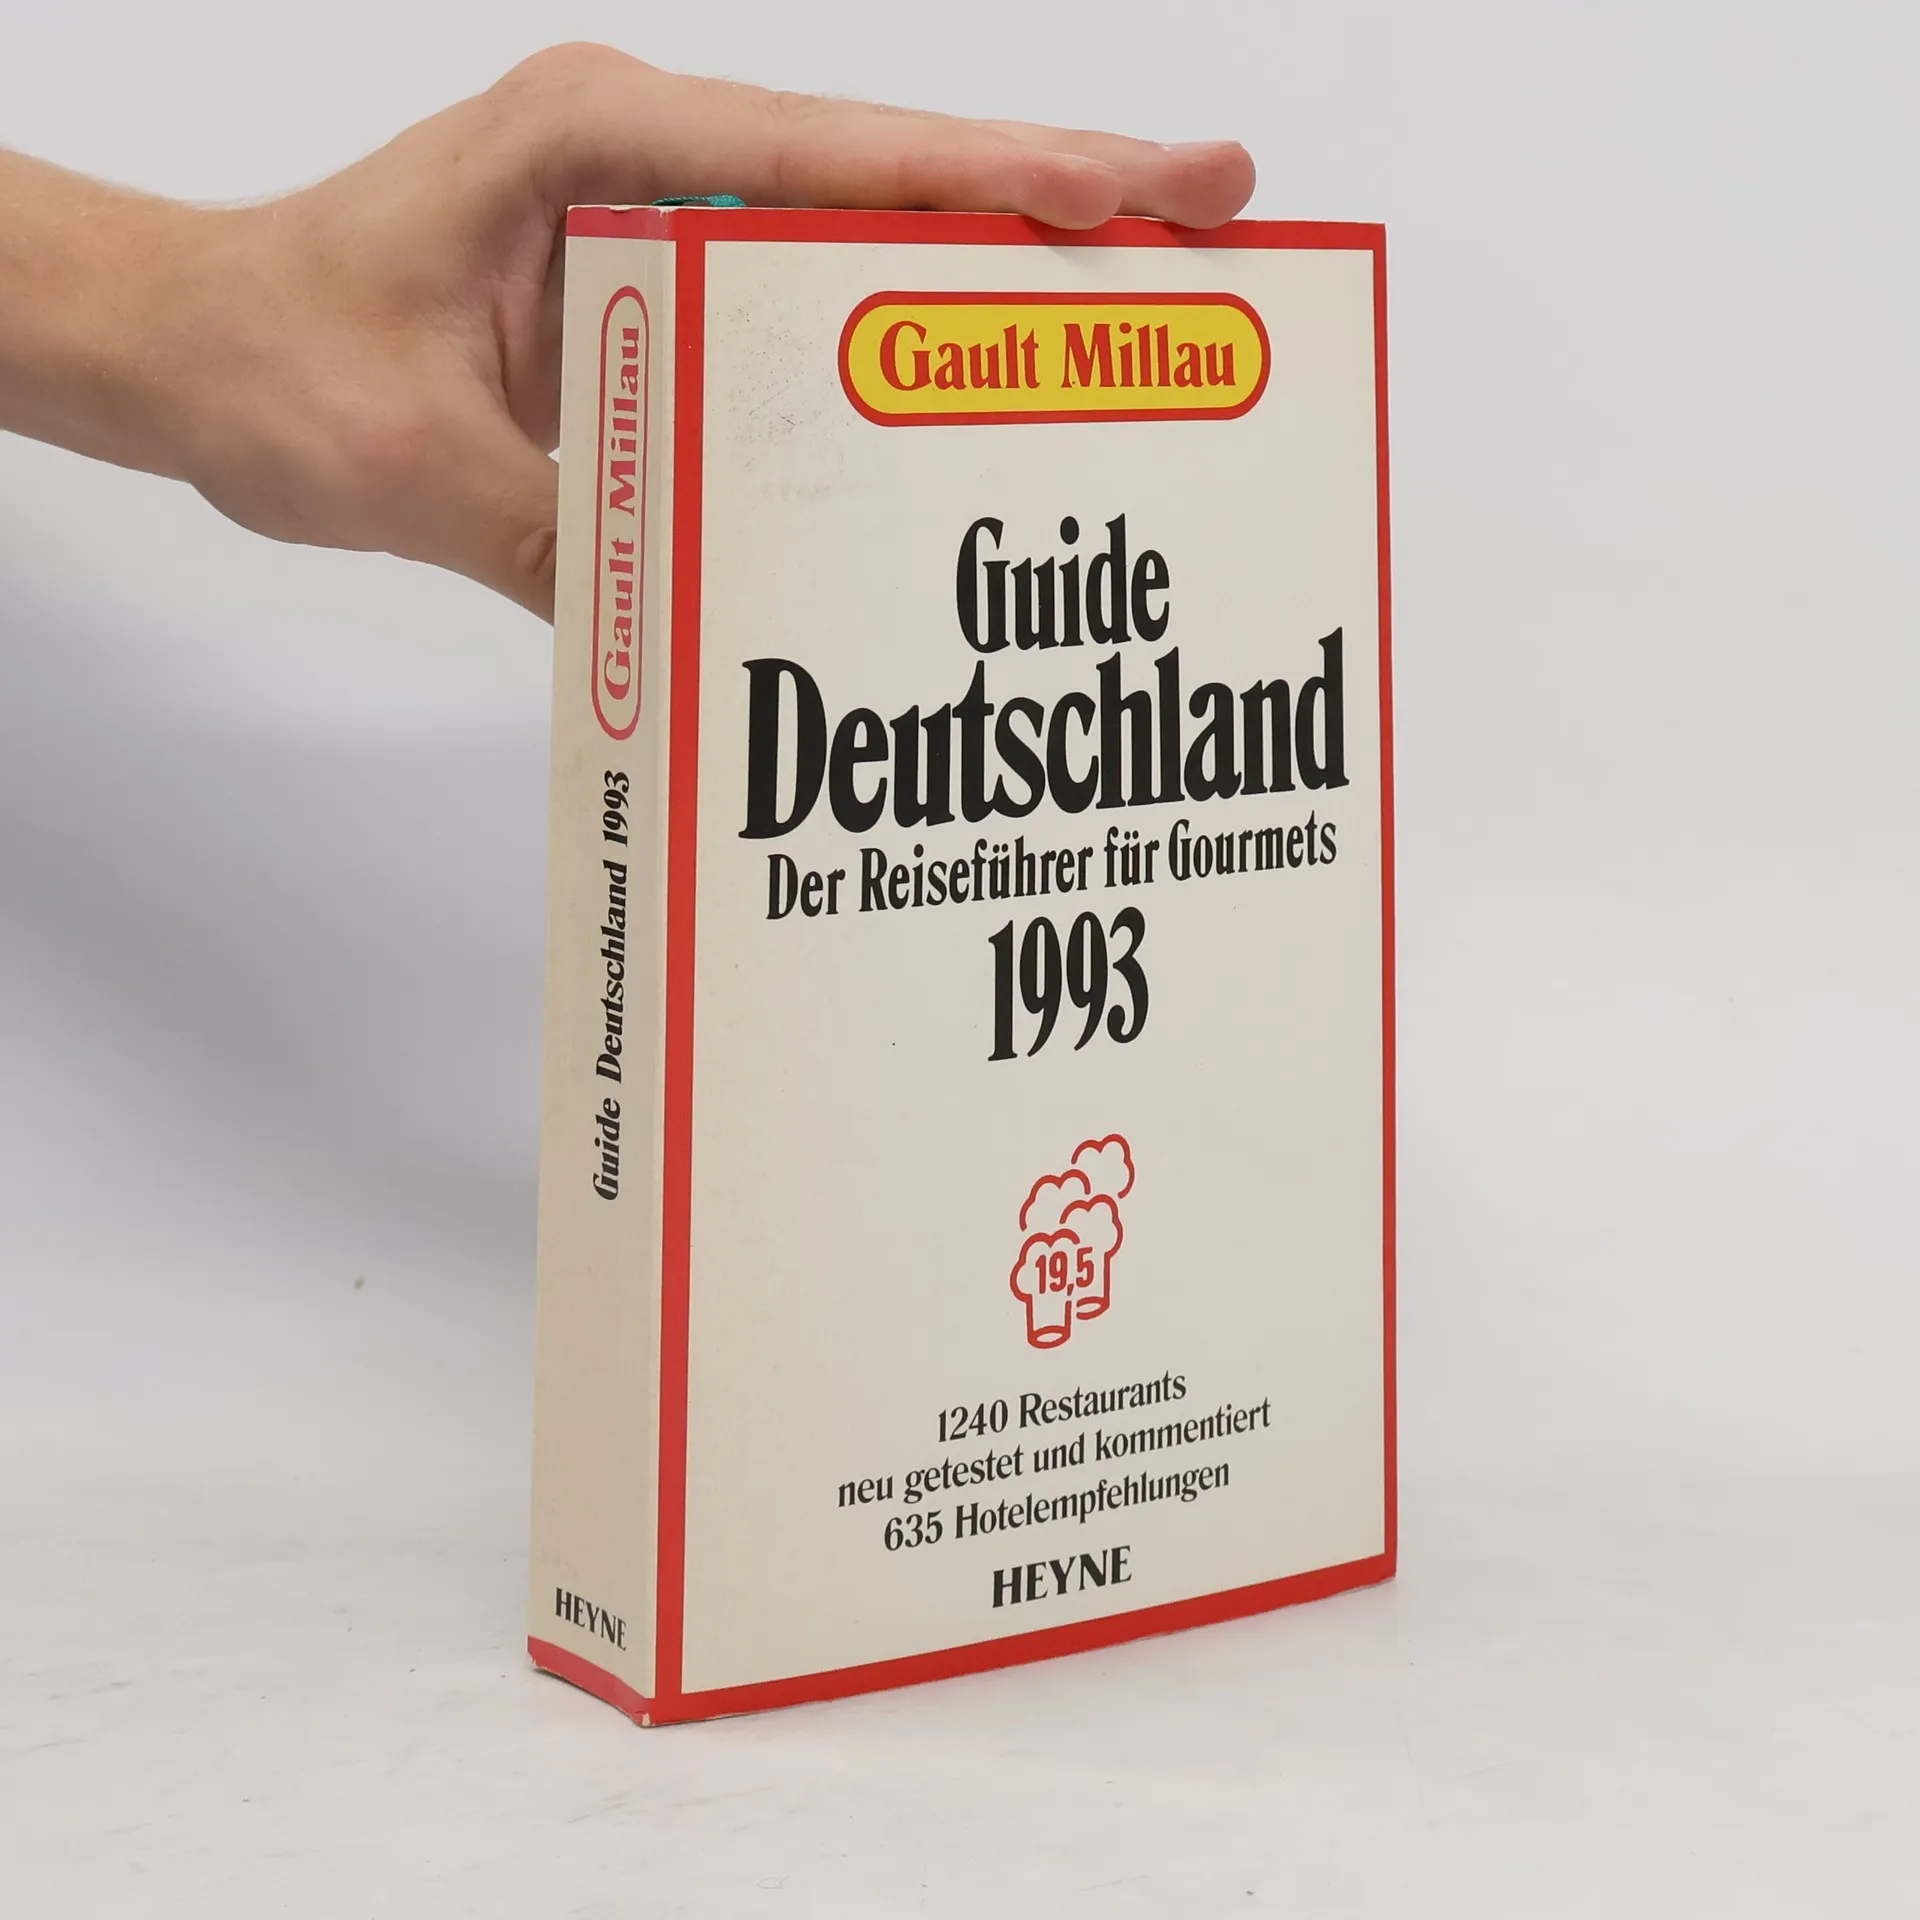 Gault Millau
Guide Deutschland 1993
HEYNE
Gault Millau
Guide
Deutschland
Der Reiseführer für Gourmets
1993
19,5
1240 Restaurants
neu getestet und kommentiert
635 Hotelempfehlungen
HEYNE